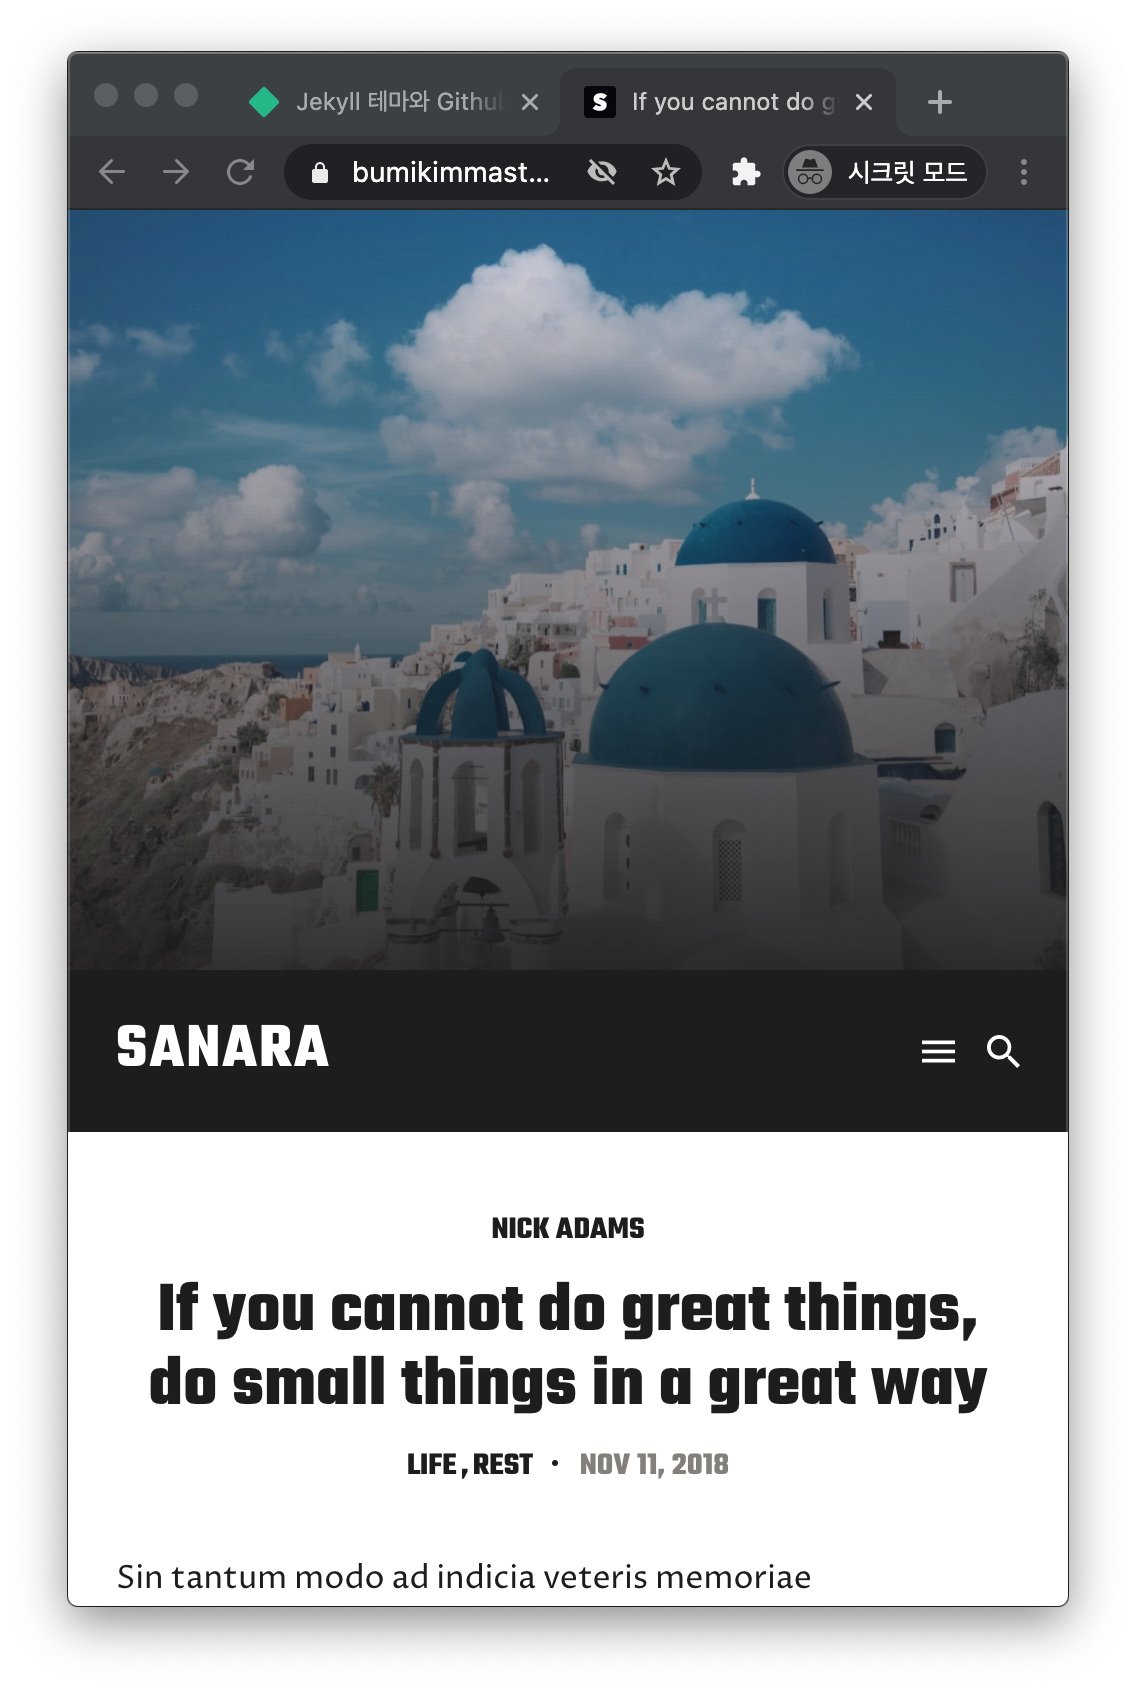 Jekyll 테마와 Githu
If you cannot do g
bumikimmast...
시크릿 모드
SANARA
NICK ADAMS
If you cannot do great things,
do small things in a great way
LIFE , REST • NOV 11, 2018
Sin tantum modo ad indicia veteris memoriae